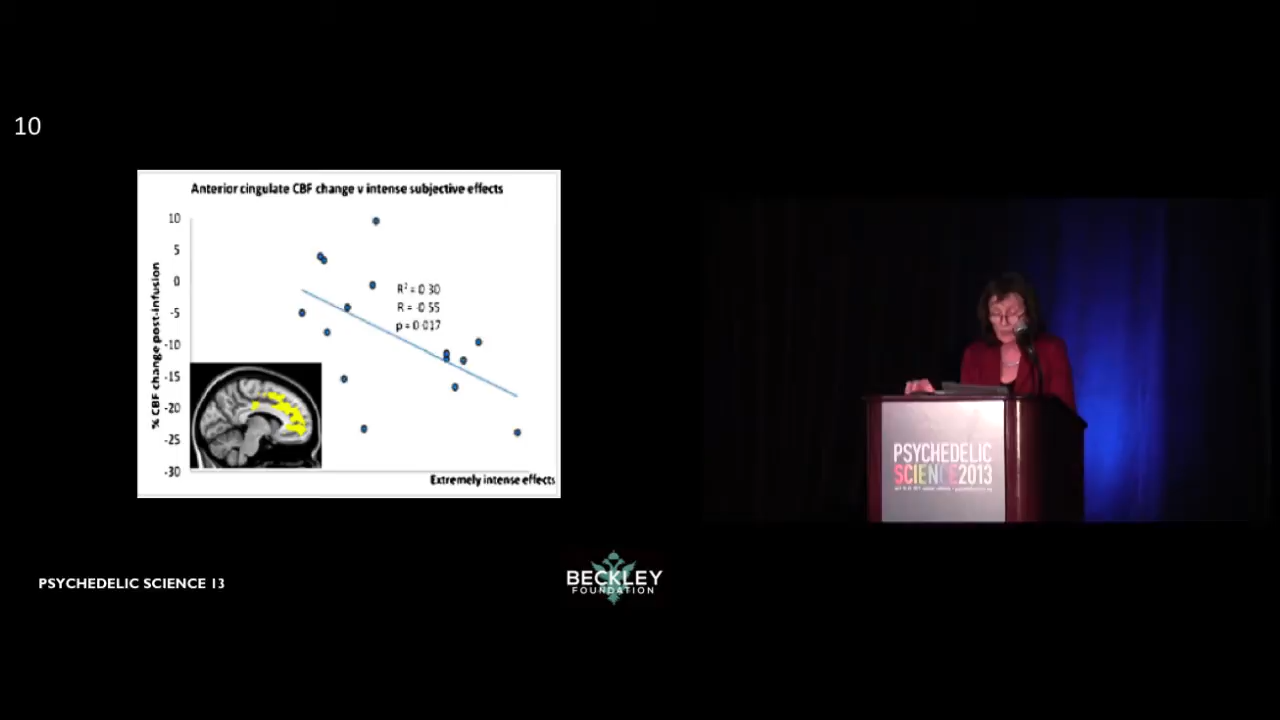 10
Anterior cingulate CBF change v intense subjective effects
% CBF change post-infusion
10
5
0
-5
-10
-15
-20
-25
-30
R² = 0.30
R = -0.55
p = 0.017
Extremely intense effects
PSYCHEDELIC
SCIENCE2013
PSYCHEDELIC SCIENCE 13
BECKLEY
FOUNDATION